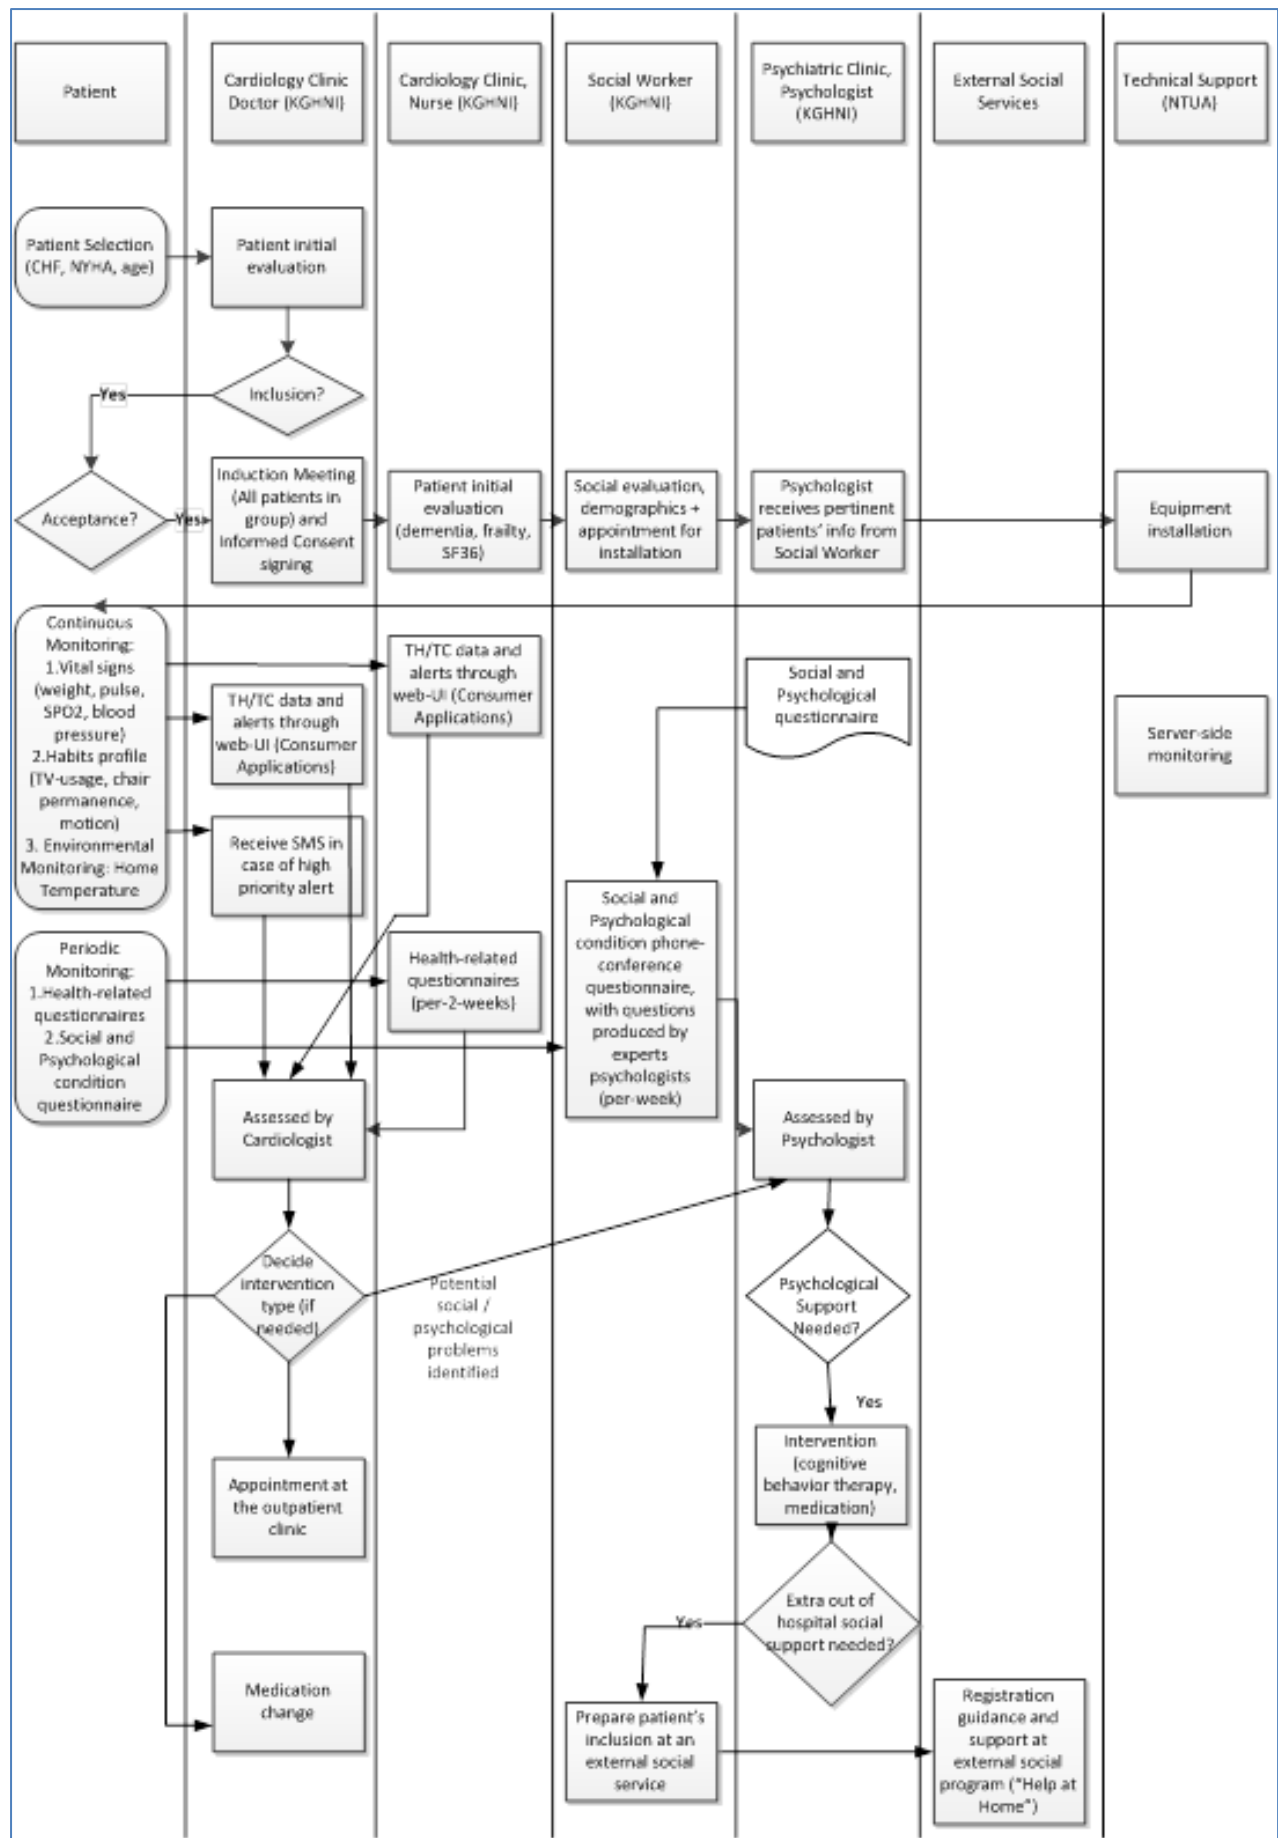 Patient
Cardiology Clinic
Doctor (KGHNI)
Cardiology Clinic,
Nurse (KGHNI)
Social Worker
(KGHNI)
Psychiatric Clinic,
Psychologist
(KGHNI)
External Social
Services
Technical Support
(NTUA)
Patient Selection
(CHF, NYHA, age)
Patient initial
evaluation
Inclusion?
Yes
Acceptance?
Yes
Induction Meeting
(All patients in
group) and
Informed Consent
signing
Patient initial
evaluation
(dementia, frailty,
SF36)
Social evaluation,
demographics +
appointment for
installation
Psychologist
receives pertinent
patients' info from
Social Worker
Equipment
installation
Continuous
Monitoring:
1.Vital signs
(weight, pulse,
SPO2, blood
pressure)
2.Habits profile
(TV-usage, chair
permanence,
motion)
3. Environmental
Monitoring: Home
Temperature
TH/TC data and
alerts through
web-UI (Consumer
Applications)
TH/TC data and
alerts through
web-UI (Consumer
Applications)
Social and
Psychological
questionnaire
Server-side
monitoring
Receive SMS in
case of high
priority alert
Social and
Psychological
condition phone-
conference
questionnaire,
with questions
produced by
experts
psychologists
(per-week)
Periodic
Monitoring:
1.Health-related
questionnaires
2.Social and
Psychological
condition
questionnaire
Health-related
questionnaires
(per-2-weeks)
Assessed by
Cardiologist
Assessed by
Psychologist
Decide
intervention
type (if
needed)
Potential
social /
psychological
problems
identified
Psychological
Support
Needed?
Yes
Intervention
(cognitive
behavior therapy,
medication)
Appointment at
the outpatient
clinic
Extra out of
hospital social
support needed?
Yes
Medication
change
Prepare patient's
inclusion at an
external social
service
Registration
guidance and
support at
external social
program ("Help at
Home")